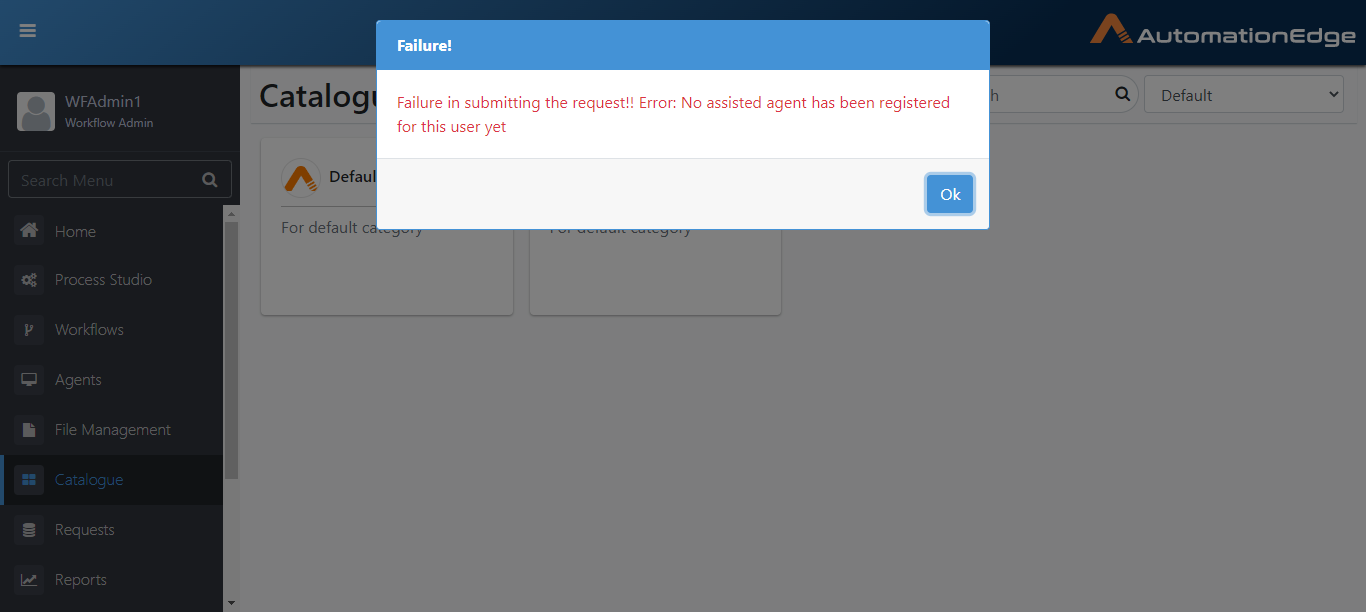 Failure!
AutomationEdge
Failure in submitting the request!! Error: No assisted agent has been registered
for this user yet
Ok
WFAdmin1
Workflow Admin
Search Menu
Home
Process Studio
Workflows
Agents
File Management
Catalogue
Requests
Reports
Default
For default category
For default category